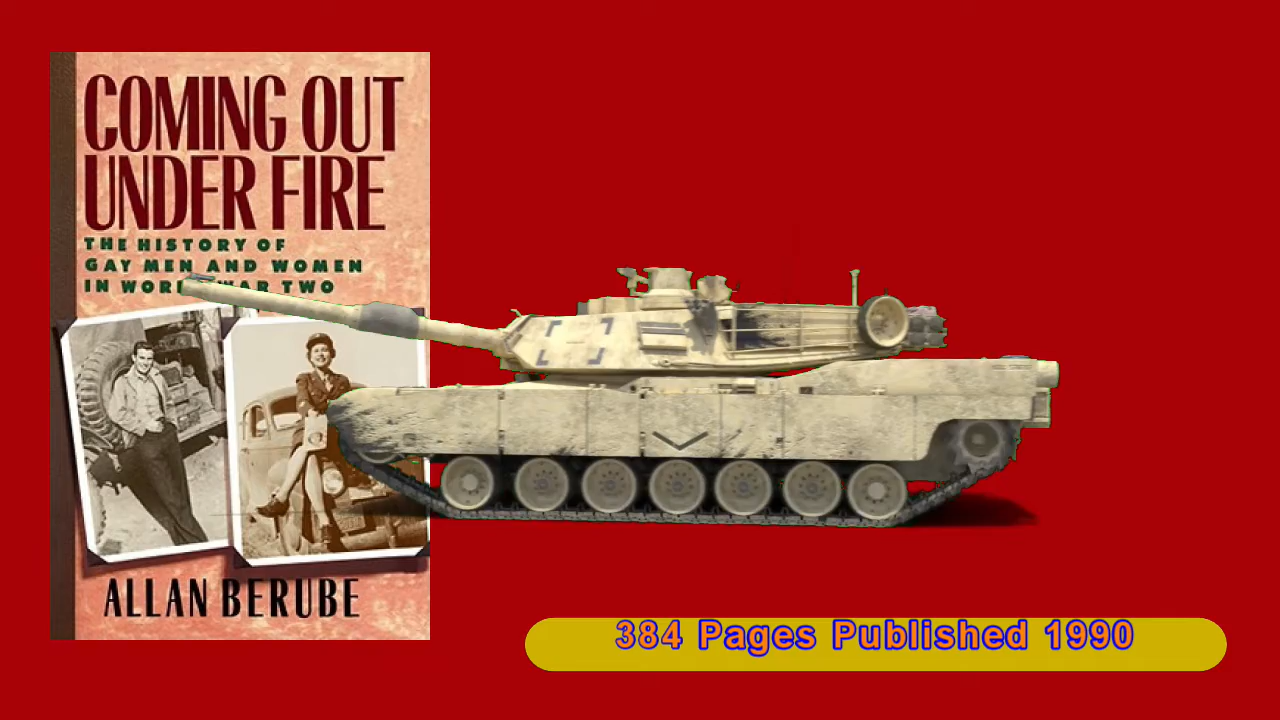 COMING OUT
UNDER FIRE
THE HISTORY OF
GAY MEN AND WOMEN
IN WORLD WAR TWO
ALLAN BERUBE
384 Pages Published 1990